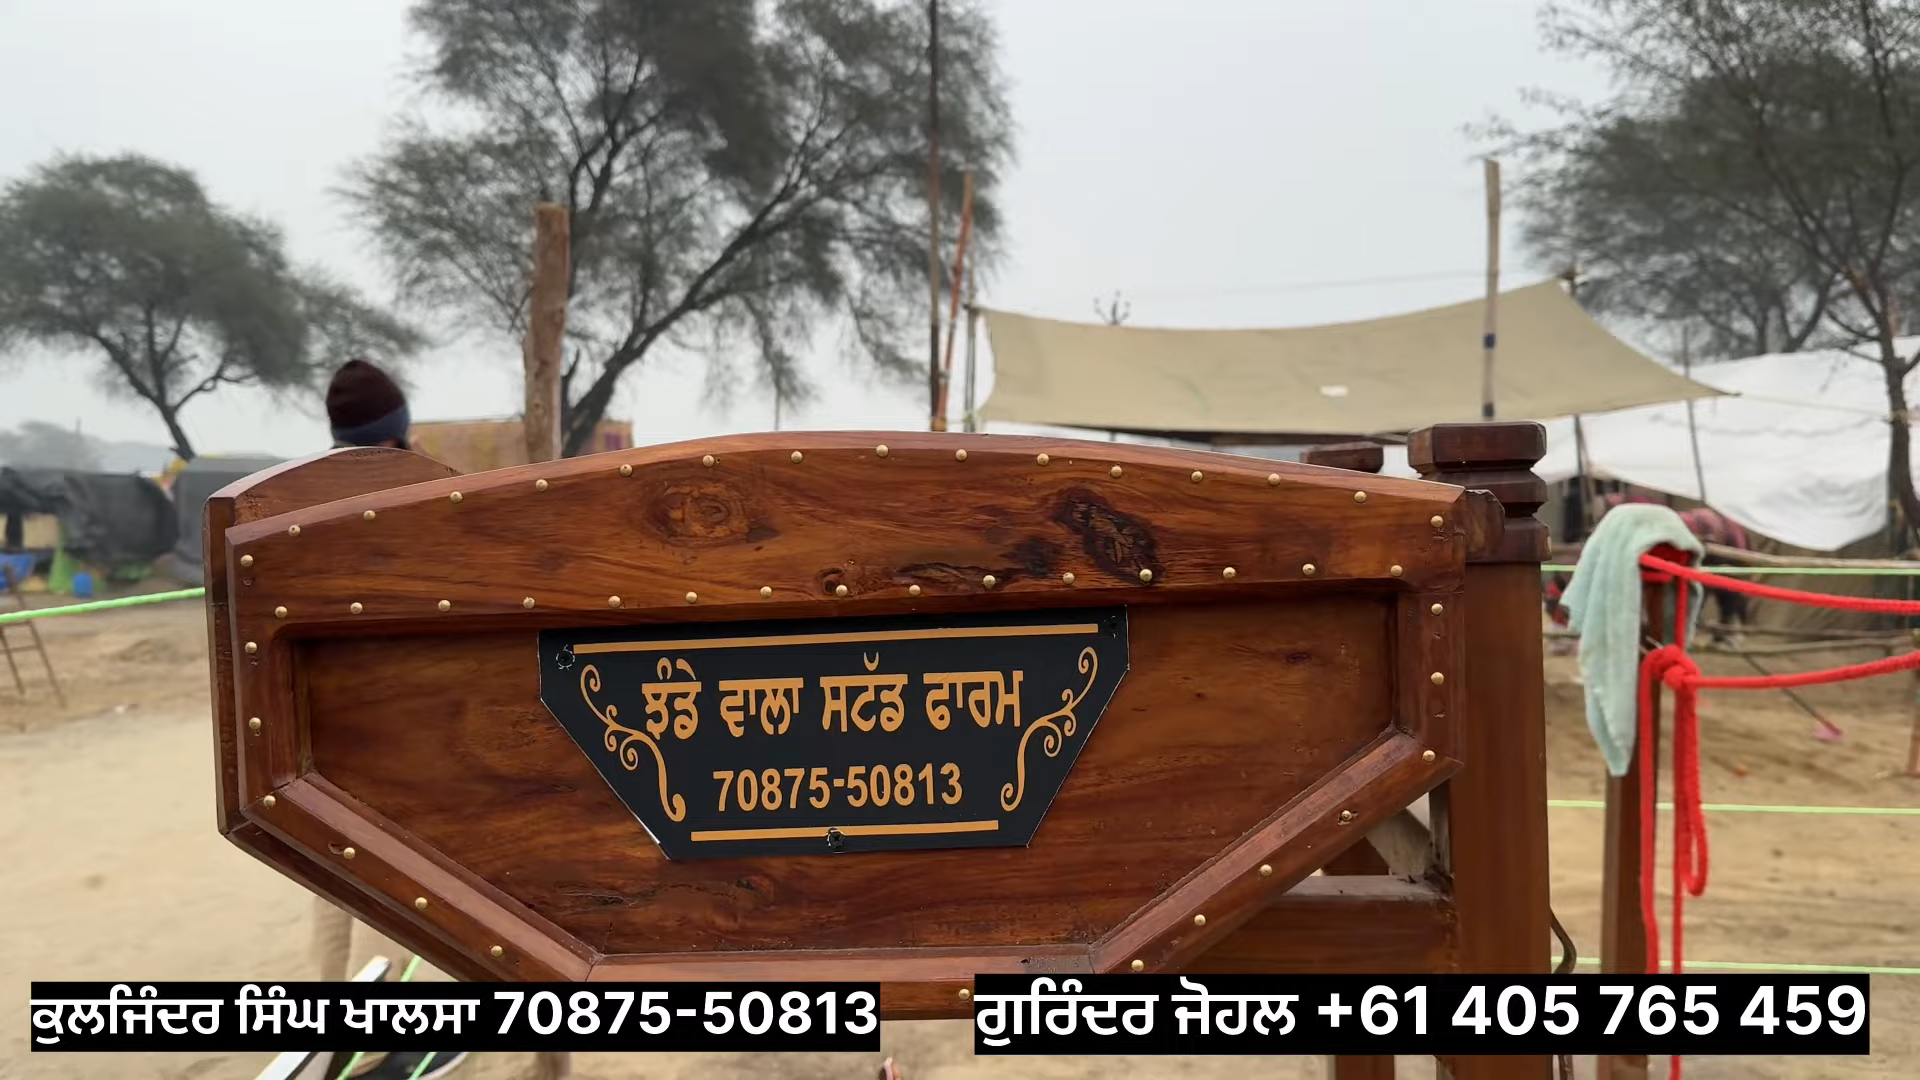 ਝੰਡੇ ਵਾਲਾ ਸਟੱਡ ਫਾਰਮ
70875-50813
ਕੁਲਜਿੰਦਰ ਸਿੰਘ ਖਾਲਸਾ 70875-50813
ਗੁਰਿੰਦਰ ਜੋਹਲ +61 405 765 459